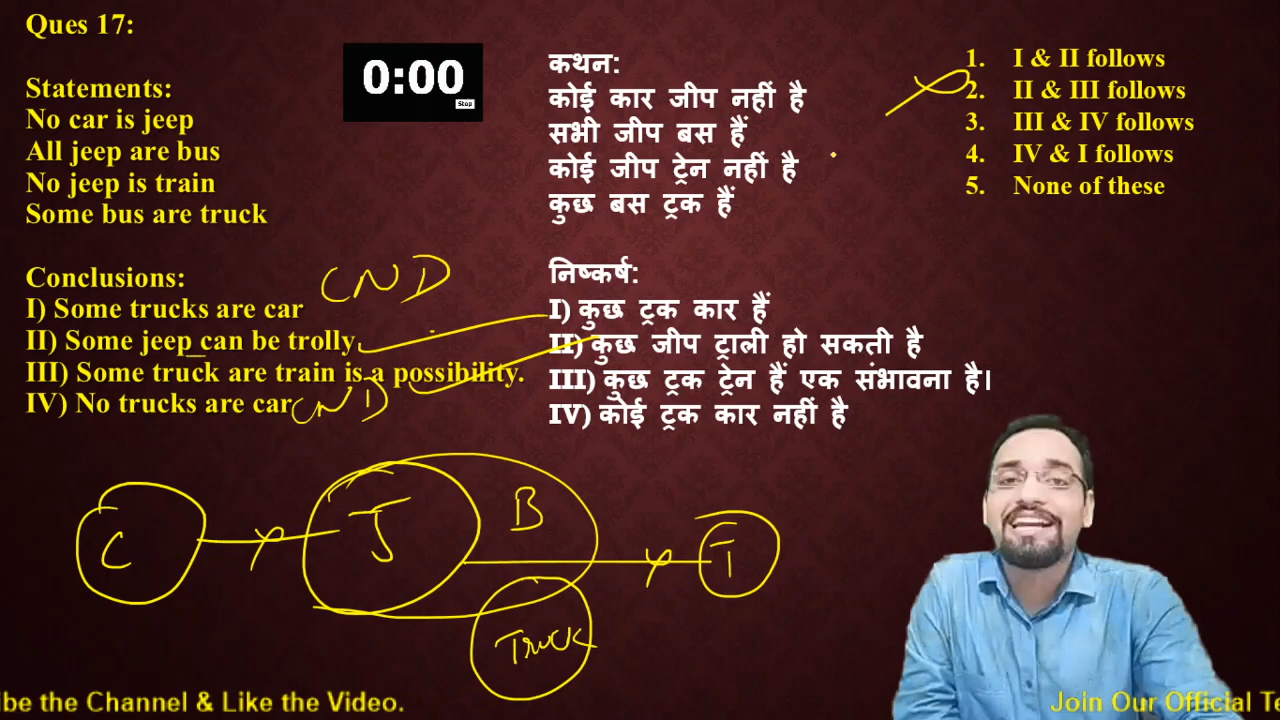 Ques 17:
Statements:
No car is jeep
All jeep are bus
No jeep is train
Some bus are truck
Conclusions:
I) Some trucks are car
II) Some jeep can be trolly
III) Some truck are train is a possibility.
IV) No trucks are car
CND
CND
0:00
Stop
कथन:
कोई कार जीप नहीं है
सभी जीप बस हैं
कोई जीप ट्रेन नहीं है
कुछ बस ट्रक हैं
निष्कर्ष:
I) कुछ ट्रक कार हैं
II) कुछ जीप ट्राली हो सकती है
III) कुछ ट्रक ट्रेन हैं एक संभावना है।
IV) कोई ट्रक कार नहीं है
1. I & II follows
2. II & III follows
3. III & IV follows
4. IV & I follows
5. None of these
C
J
B
T
Truck
ibe the Channel & Like the Video.
Join Our Official Te